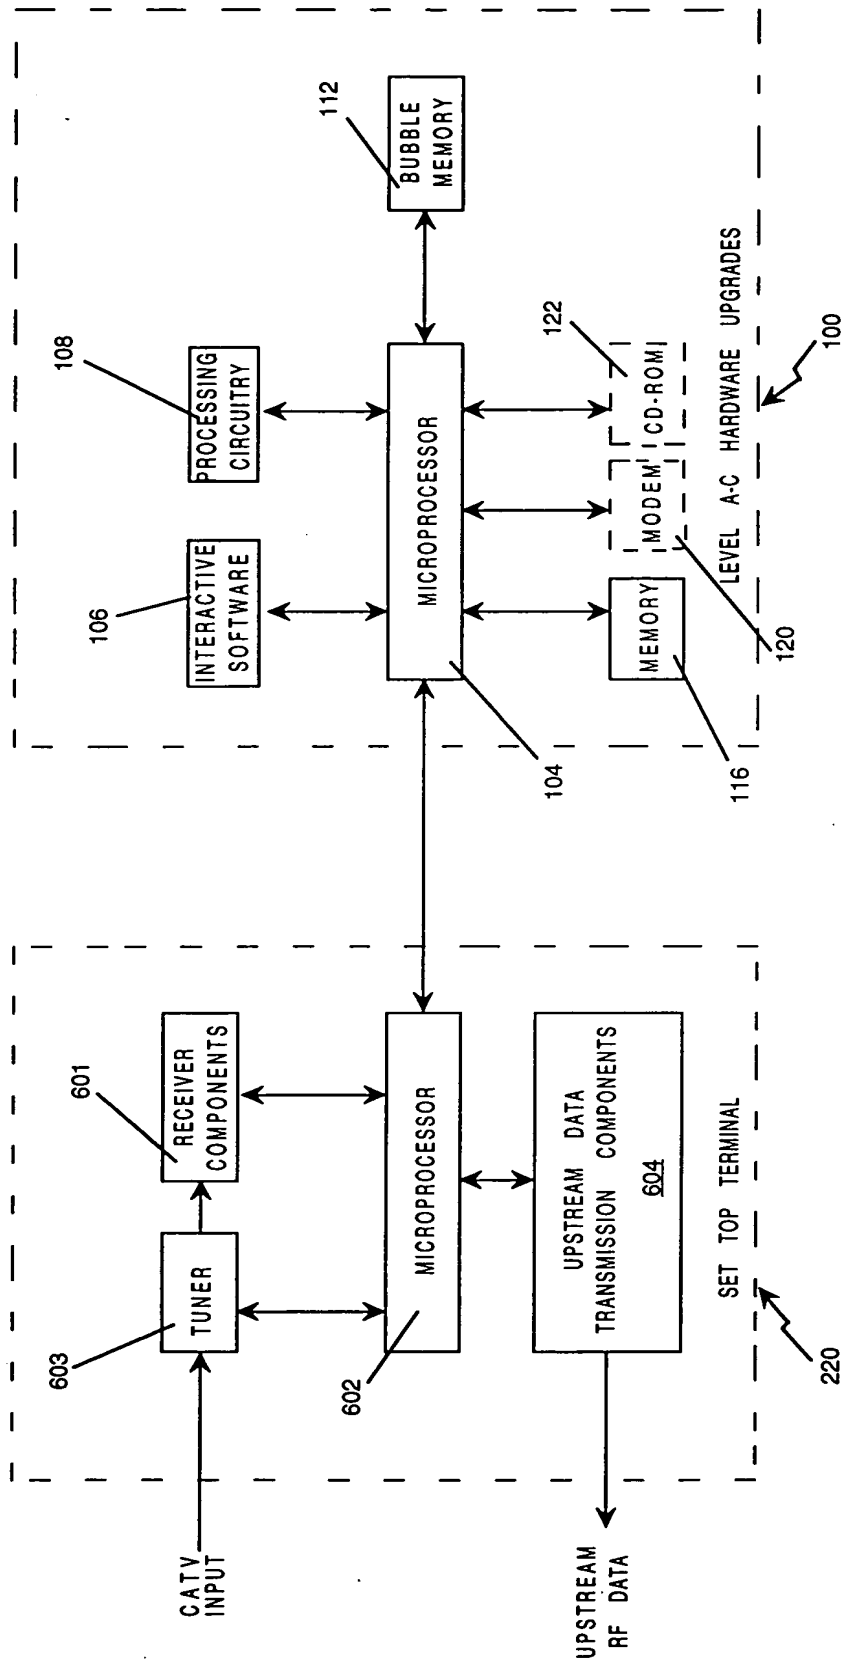 CATV
INPUT
603
TUNER
601
RECEIVER
COMPONENTS
602
MICROPROCESSOR
UPSTREAM DATA
TRANSMISSION COMPONENTS
604
UPSTREAM
RF DATA
SET TOP TERMINAL
220
106
INTERACTIVE
SOFTWARE
108
PROCESSING
CIRCUITRY
104
MICROPROCESSOR
112
BUBBLE
MEMORY
116
MEMORY
120
MODEM
122
CD-ROM
LEVEL A-C HARDWARE UPGRADES
100